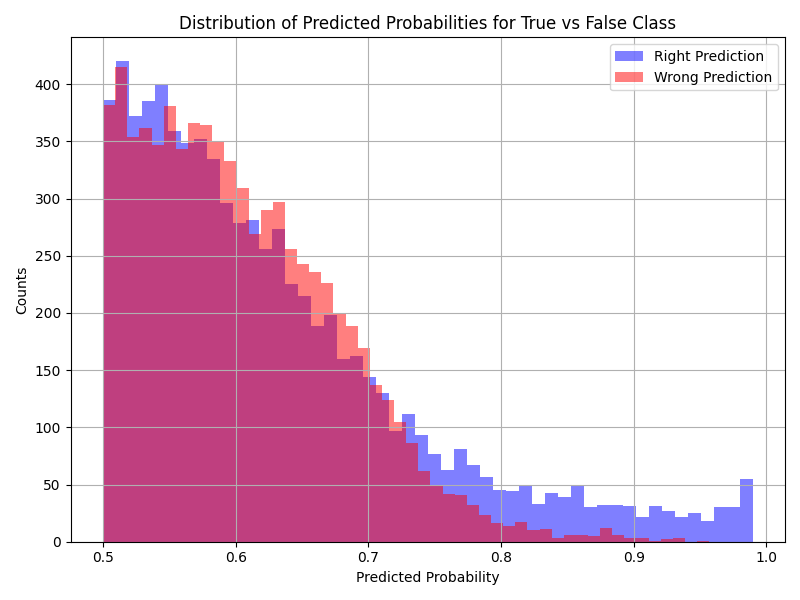 Distribution of Predicted Probabilities for True vs False Class
Right Prediction
Wrong Prediction
Counts
400
350
300
250
200
150
100
50
0
0.5 0.6 0.7 0.8 0.9 1.0
Predicted Probability